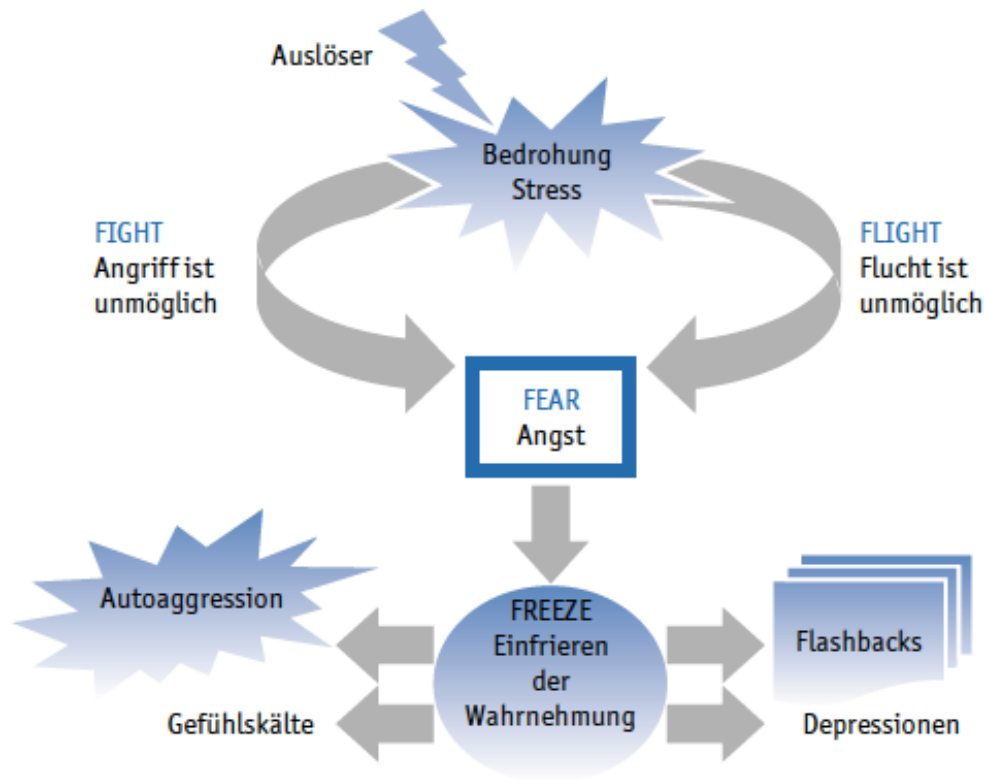 Auslöser
Bedrohung
Stress
FIGHT
Angriff ist
unmöglich
FLIGHT
Flucht ist
unmöglich
FEAR
Angst
Autoaggression
FREEZE
Einfrieren
der
Wahrnehmung
Flashbacks
Gefühlskälte
Depressionen